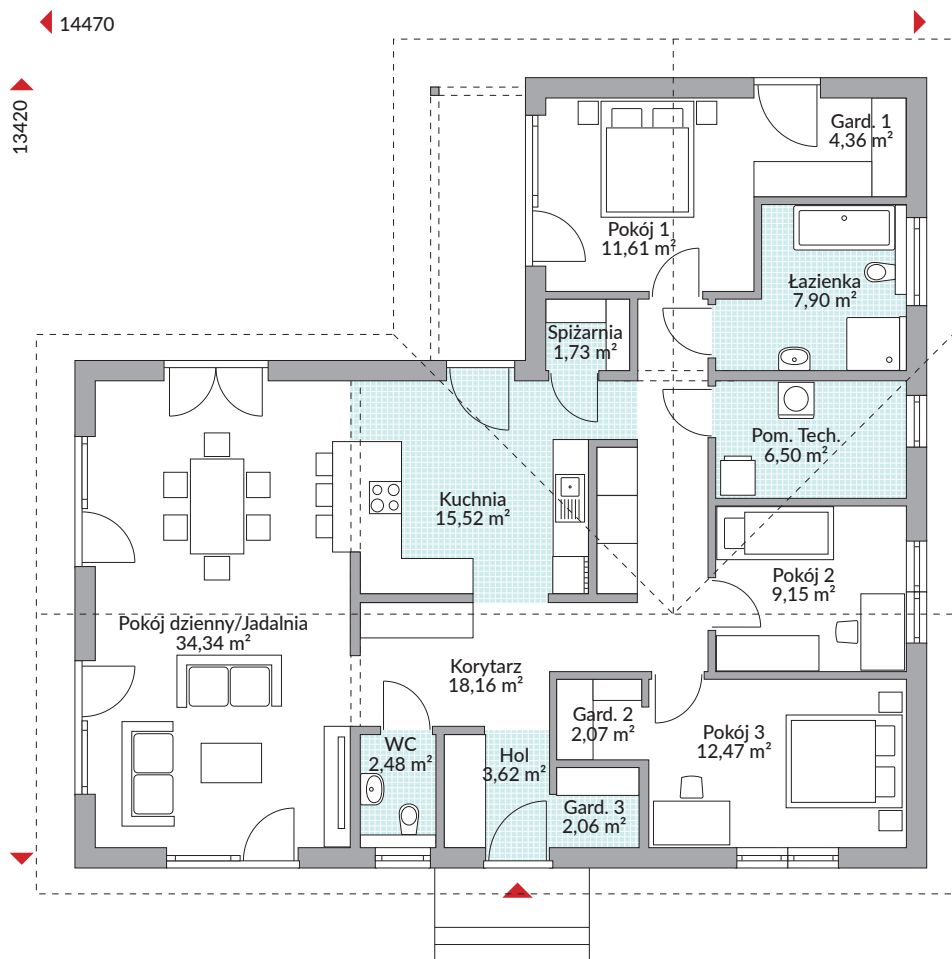 14470
13420
Gard. 1
4,36 m²
Pokój 1
11,61 m²
Łazienka
7,90 m²
Spiżarnia
1,73 m²
Pom. Tech.
6,50 m²
Kuchnia
15,52 m²
Pokój 2
9,15 m²
Pokój dzienny/Jadalnia
34,34 m²
Korytarz
18,16 m²
Gard. 2
2,07 m²
Pokój 3
12,47 m²
WC
2,48 m²
Hol
3,62 m²
Gard. 3
2,06 m²